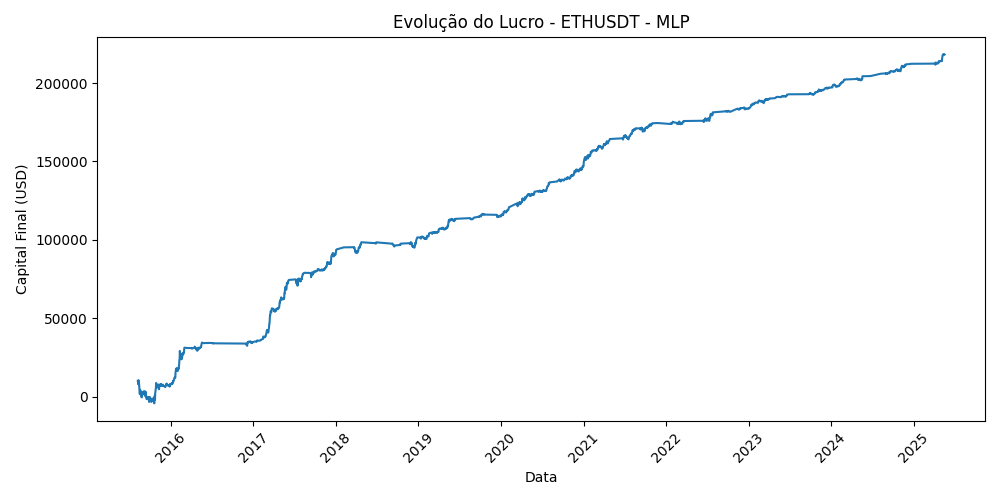 Evolução do Lucro - ETHUSDT - MLP
Capital Final (USD)
200000
150000
100000
50000
0
2016 2017 2018 2019 2020 2021 2022 2023 2024 2025
Data